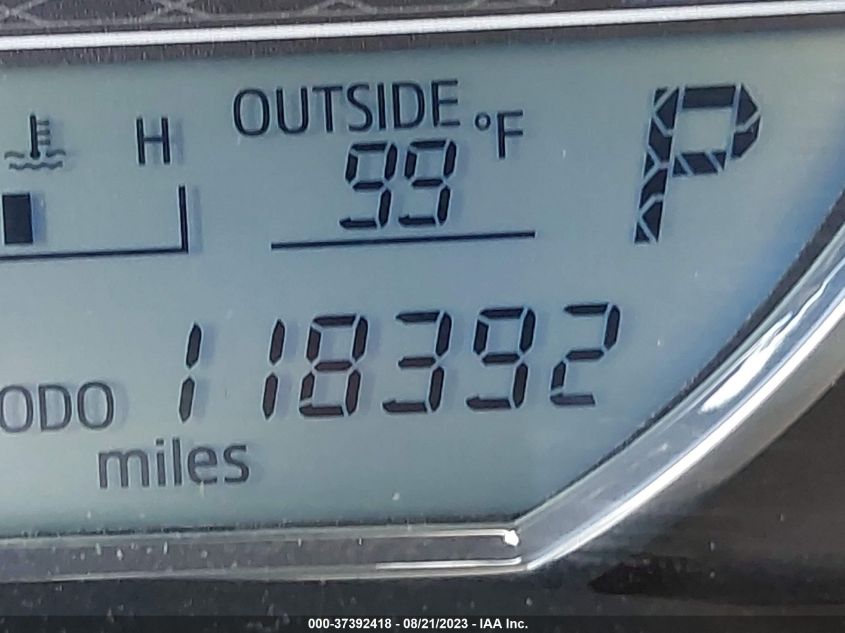 OUTSIDE °F
H
99
P
ODO 118392
miles
000-37392418 - 08/21/2023 - IAA Inc.